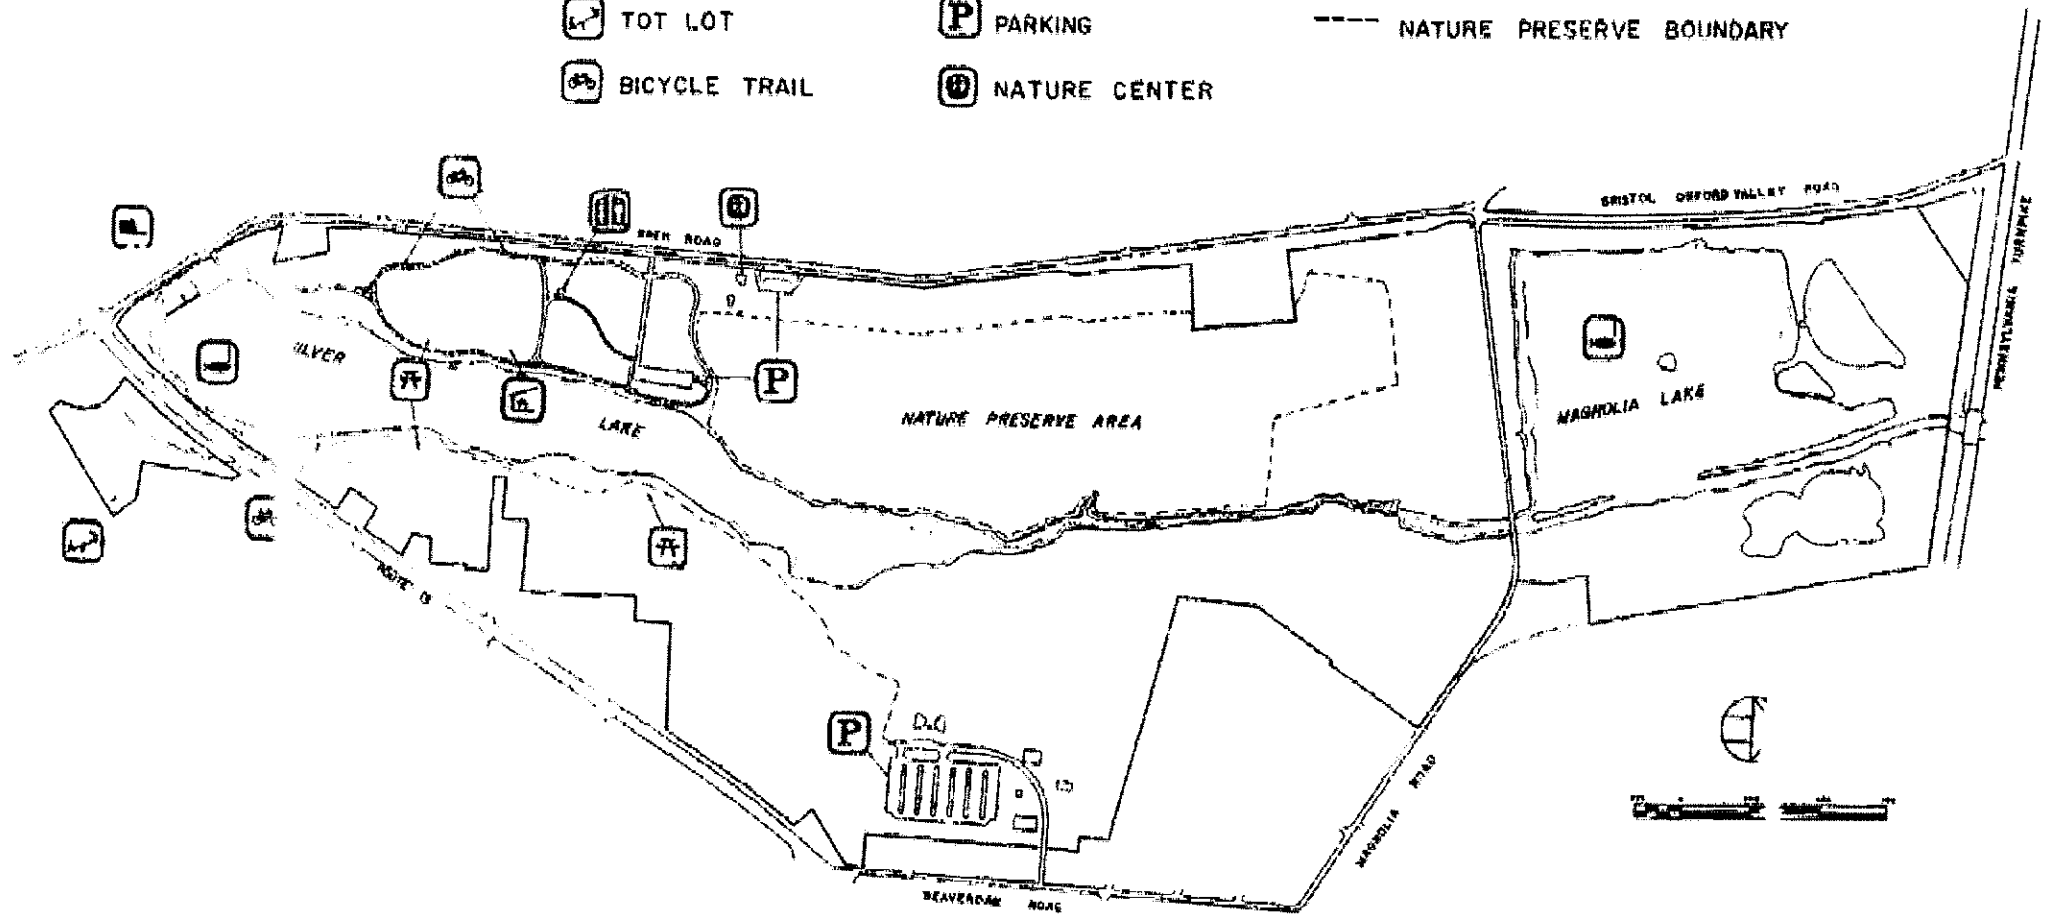 TOT LOT
P PARKING
NATURE PRESERVE BOUNDARY
BICYCLE TRAIL
NATURE CENTER
BRISTOL OXFORD VALLEY ROAD
ROAD
PENNSYLVANIA TURNPIKE
SILVER
LAKE
P
NATURE PRESERVE AREA
MAGNOLIA LAKE
ROUTE 13
P
MAGNOLIA ROAD
BEAVERDAM ROAD